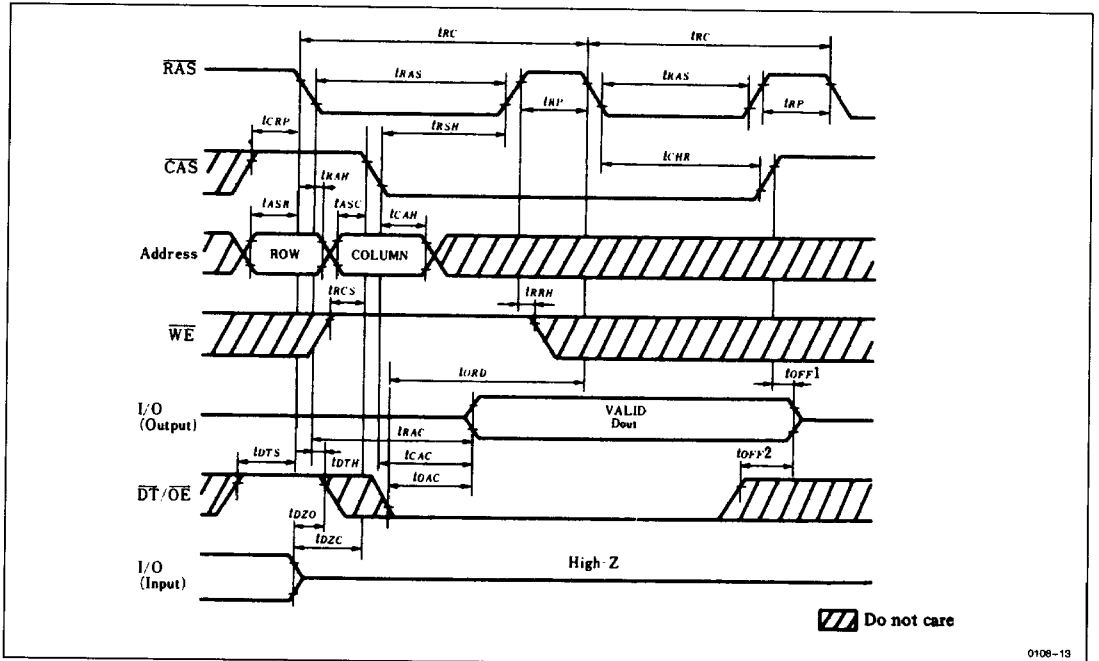 tRC tRC
RAS
tRAS tRAS
tRP tRP
tCRP tRSH
CAS
tCHR
tRAH
tASR tASC tCAH
Address ROW COLUMN
tRCS tRRH
WE
tORD tOFF1
I/O
(Output)
VALID
Dout
tRAC
tCAC
tDTS tDTH tOAC tOFF2
DT/OE
tDZO
tDZC
I/O
(Input)
High-Z
Do not care
0108-13